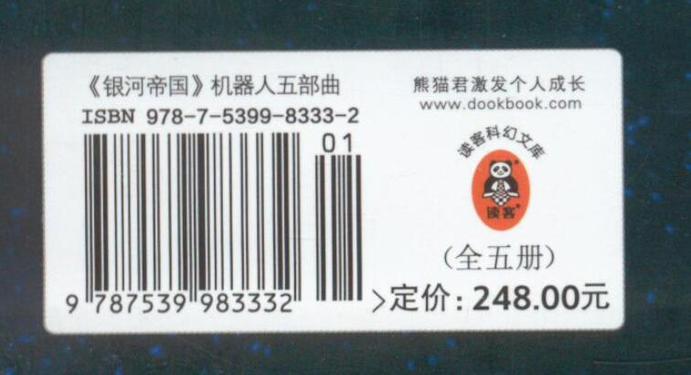 《银河帝国》机器人五部曲
ISBN 978-7-5399-8333-2
01
9 787539 983332
熊猫君激发个人成长
www.dookbook.com
读客科幻文库
读客
(全五册)
>定价:248.00元